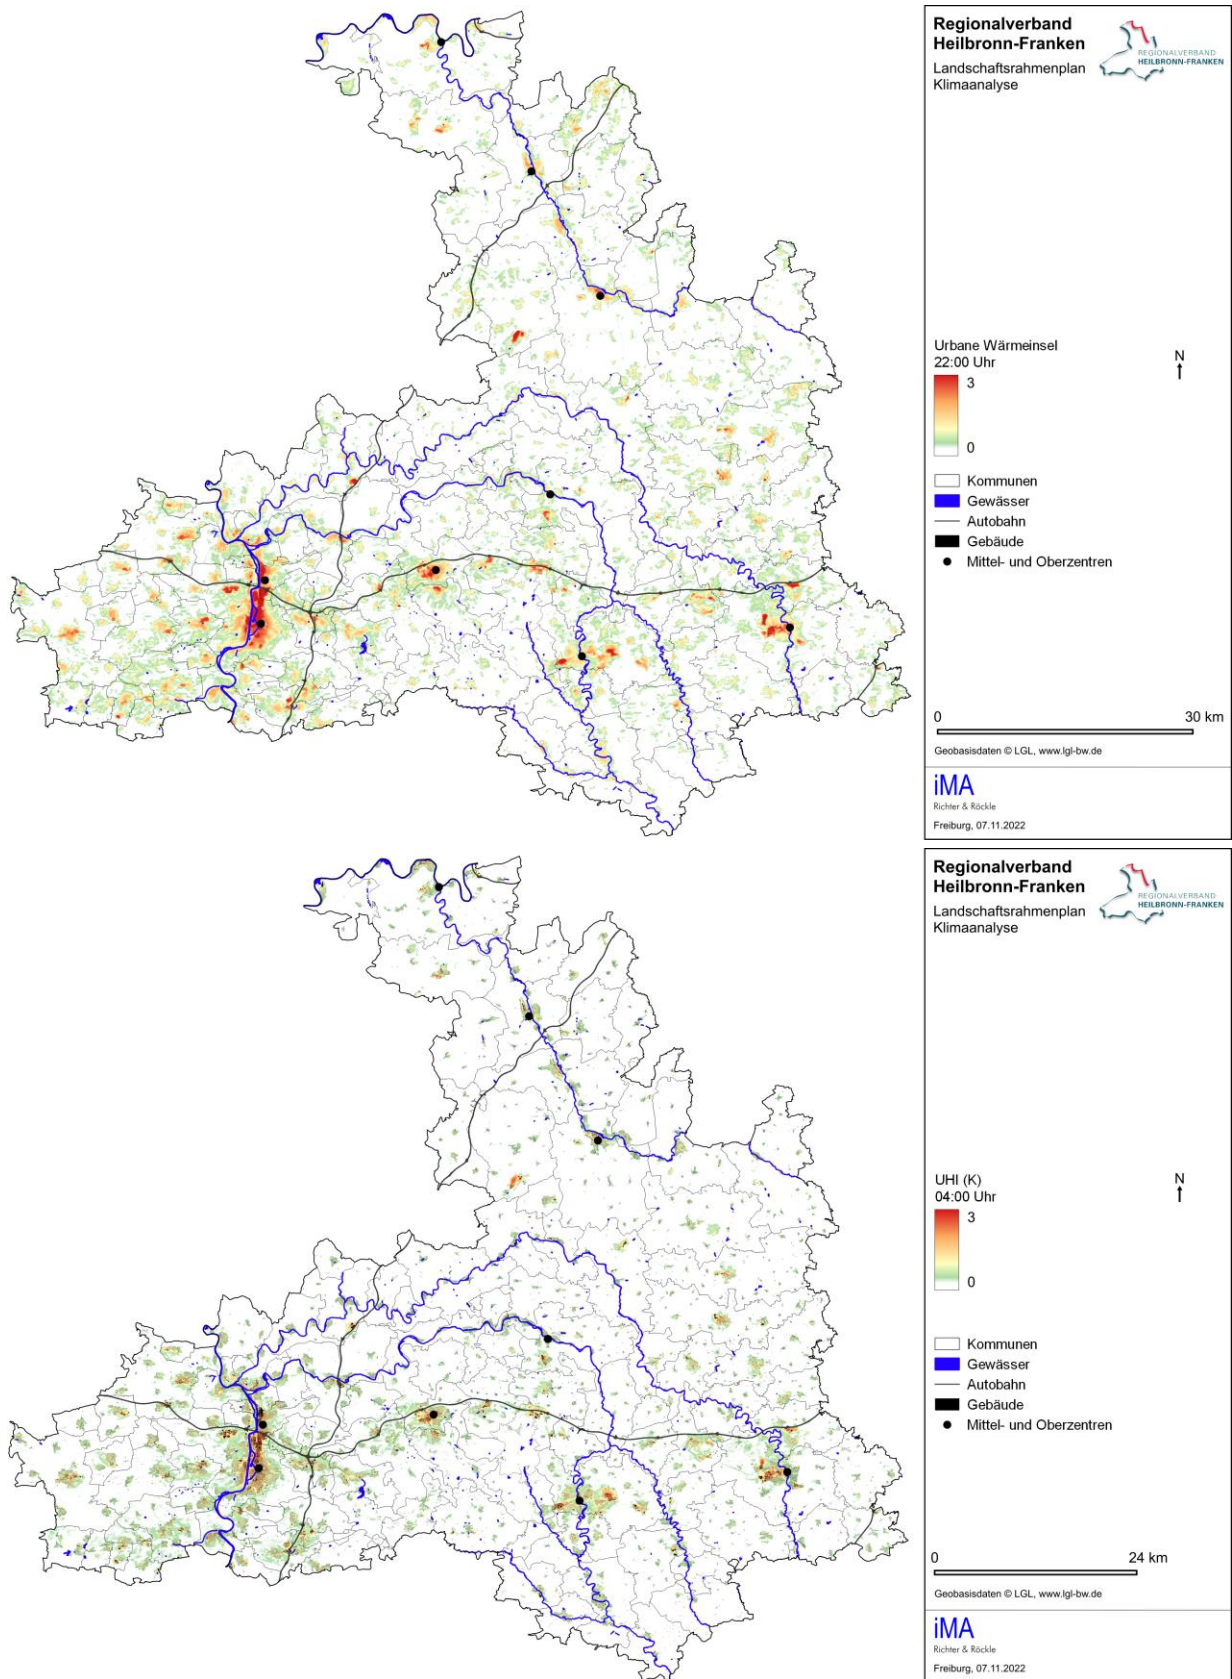 Regionalverband
Heilbronn-Franken
Landschaftsrahmenplan
Klimaanalyse
REGIONALVERBAND
HEILBRONN-FRANKEN
Urbane Wärmeinsel
22:00 Uhr
N
3
0
Kommunen
Gewässer
Autobahn
Gebäude
Mittel- und Oberzentren
0 30 km
Geobasisdaten © LGL, www.lgl-bw.de
iMA
Richter & Röckle
Freiburg, 07.11.2022
Regionalverband
Heilbronn-Franken
Landschaftsrahmenplan
Klimaanalyse
REGIONALVERBAND
HEILBRONN-FRANKEN
UHI (K)
04:00 Uhr
N
3
0
Kommunen
Gewässer
Autobahn
Gebäude
Mittel- und Oberzentren
0 24 km
Geobasisdaten © LGL, www.lgl-bw.de
iMA
Richter & Röckle
Freiburg, 07.11.2022